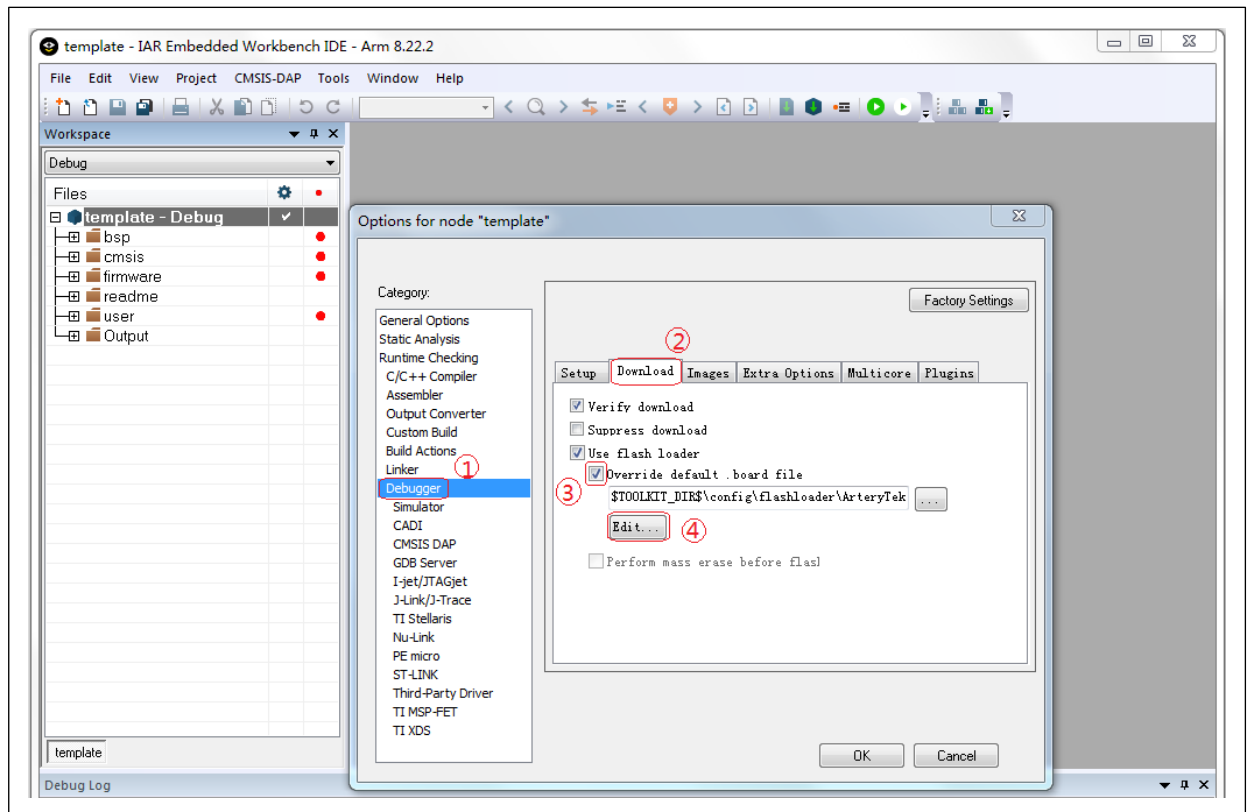 template - IAR Embedded Workbench IDE - Arm 8.22.2
File Edit View Project CMSIS-DAP Tools Window Help
Workspace
Debug
Files
template - Debug
bsp
cmsis
firmware
readme
user
Output
template
Debug Log
Options for node "template"
Category:
General Options
Static Analysis
Runtime Checking
C/C++ Compiler
Assembler
Output Converter
Custom Build
Build Actions
Linker
①
Debugger
Simulator
CADI
CMSIS DAP
GDB Server
I-jet/JTAGjet
J-Link/J-Trace
TI Stellaris
Nu-Link
PE micro
ST-LINK
Third-Party Driver
TI MSP-FET
TI XDS
Factory Settings
②
Setup Download Images Extra Options Multicore Plugins
Verify download
Suppress download
Use flash loader
③ Override default .board file
$TOOLKIT_DIR$\config\flashloader\ArteryTek ...
Edit... ④
Perform mass erase before flasl
OK Cancel